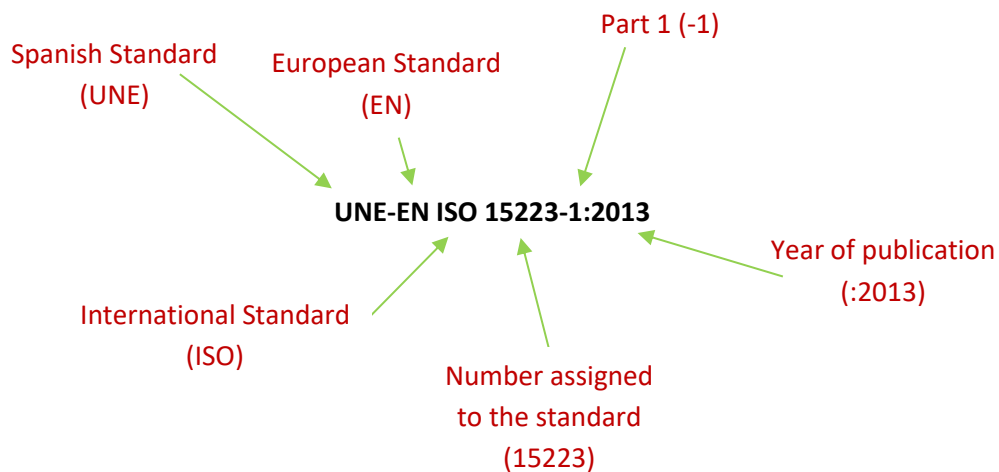 Part 1 (-1)
Spanish Standard
(UNE)
European Standard
(EN)
UNE-EN ISO 15223-1:2013
Year of publication
(:2013)
International Standard
(ISO)
Number assigned
to the standard
(15223)